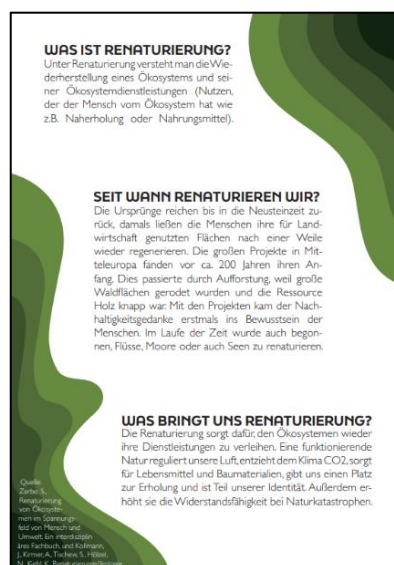 WAS IST RENATURIERUNG?
Unter Renaturierung versteht man die Wie-
derherstellung eines Ökosystems und sei-
ner Ökosystemdienstleistungen (Nutzen,
der der Mensch vom Ökosystem hat wie
z.B. Naherholung oder Nahrungsmittel).
SEIT WANN RENATURIEREN WIR?
Die Ursprünge reichen bis in die Neusteinzeit zu-
rück, damals ließen die Menschen ihre für Land-
wirtschaft genutzten Flächen nach einer Weile
wieder regenerieren. Die großen Projekte in Mit-
teleuropa fanden vor ca. 200 Jahren ihren An-
fang. Dies passierte durch Aufforstung, weil große
Waldflächen gerodet wurden und die Ressource
Holz knapp war. Mit den Projekten kam der Nach-
haltigkeitsgedanke erstmals ins Bewusstsein der
Menschen. Im Laufe der Zeit wurde auch begon-
nen, Flüsse, Moore oder auch Seen zu renaturieren.
WAS BRINGT UNS RENATURIERUNG?
Die Renaturierung sorgt dafür, den Ökosystemen wieder
ihre Dienstleistungen zu verleihen. Eine funktionierende
Natur reguliert unsere Luft, entzieht dem Klima CO2, sorgt
für Lebensmittel und Baumaterialien, gibt uns einen Platz
zur Erholung und ist Teil unserer Identität. Außerdem er-
höht sie die Widerstandsfähigkeit bei Naturkatastrophen.
Quelle:
Zerbe S.,
Renaturierung
von Ökosyste-
men im Spannungs-
feld von Mensch und
Umwelt. Ein interdisziplin
äres Fachbuch, und Kollmann,
J., Kirmer, A., Tischew, S., Hölzel,
N., Kiehl, K.,